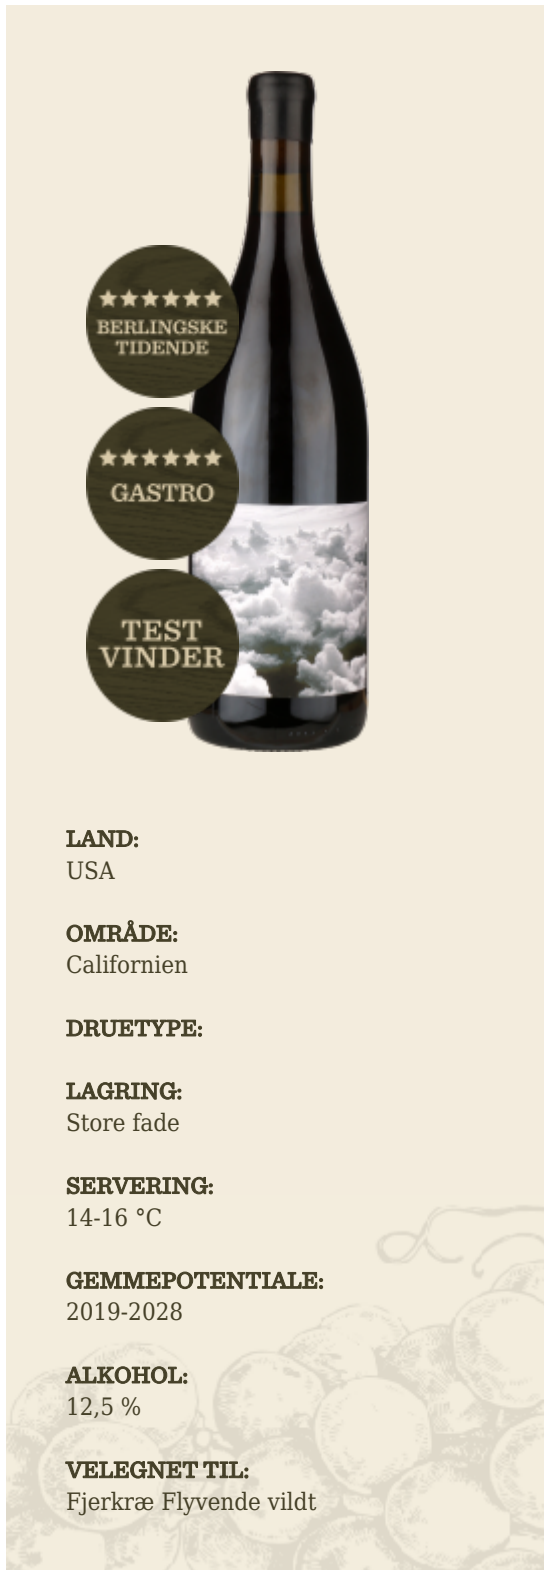 ★★★★★★
BERLINGSKE
TIDENDE
★★★★★★
GASTRO
TEST
VINDER
LAND:
USA
OMRÅDE:
Californien
DRUETYPE:
LAGRING:
Store fade
SERVERING:
14-16 °C
GEMMEPOTENTIALE:
2019-2028
ALKOHOL:
12,5 %
VELEGNET TIL:
Fjerkræ Flyvende vildt